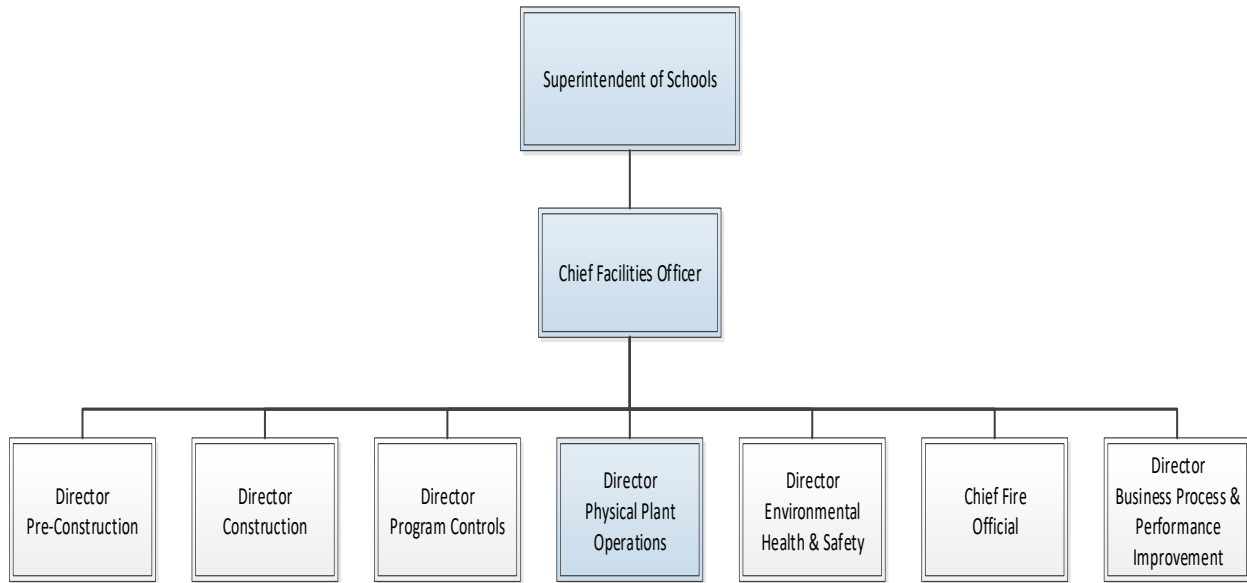 Superintendent of Schools
Chief Facilities Officer
Director
Pre-Construction
Director
Construction
Director
Program Controls
Director
Physical Plant
Operations
Director
Environmental
Health & Safety
Chief Fire
Official
Director
Business Process &
Performance
Improvement